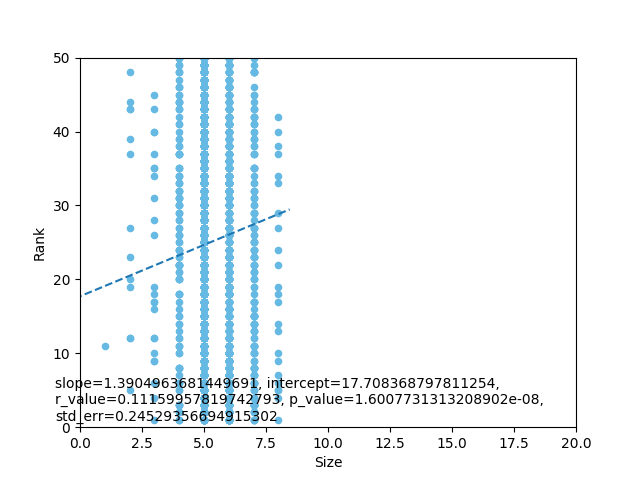 50
40
30
20
10
0
Rank
slope=1.3904963681449691, intercept=17.708368797811254,
r_value=0.11159957819742793, p_value=1.6007731313208902e-08,
std_err=0.24529356694915302
0.0 2.5 5.0 7.5 10.0 12.5 15.0 17.5 20.0
Size